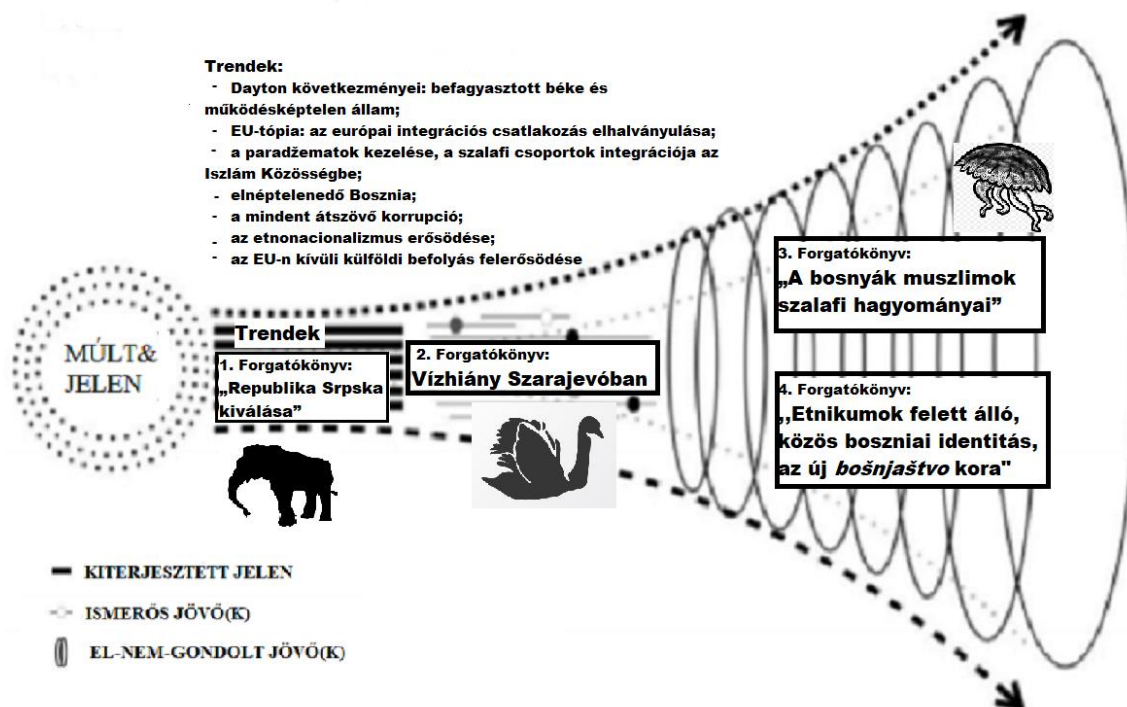 Trendek:
- Dayton következményei: befagyasztott béke és
működésképtelen állam;
- EU-tópia: az európai integrációs csatlakozás elhalványulása;
- a paradžematok kezelése, a szalafi csoportok integrációja az
Iszlám Közösségbe;
- elnéptelenedő Bosznia;
- a mindent átszövő korrupció;
- az etnonacionalizmus erősödése;
- az EU-n kívüli külföldi befolyás felerősödése
MÚLT&
JELEN
Trendek
1. Forgatókönyv:
„Republika Srpska
kiválása”
2. Forgatókönyv:
Vízhiány Szarajevóban
3. Forgatókönyv:
„A bosnyák muszlimok
szalafi hagyományai”
4. Forgatókönyv:
,,Etnikumok felett álló,
közös boszniai identitás,
az új bošnjaštvo kora"
KITERJESZTETT JELEN
ISMERŐS JÖVŐ(K)
EL-NEM-GONDOLT JÖVŐ(K)